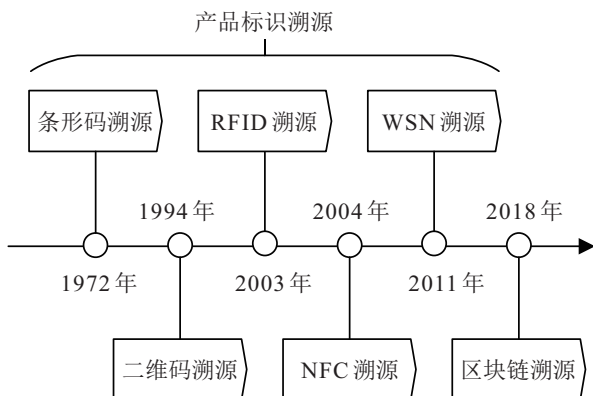 产品标识溯源
条形码溯源
RFID 溯源
WSN 溯源
1994 年
2004 年
2018 年
1972 年
2003 年
2011 年
二维码溯源
NFC 溯源
区块链溯源